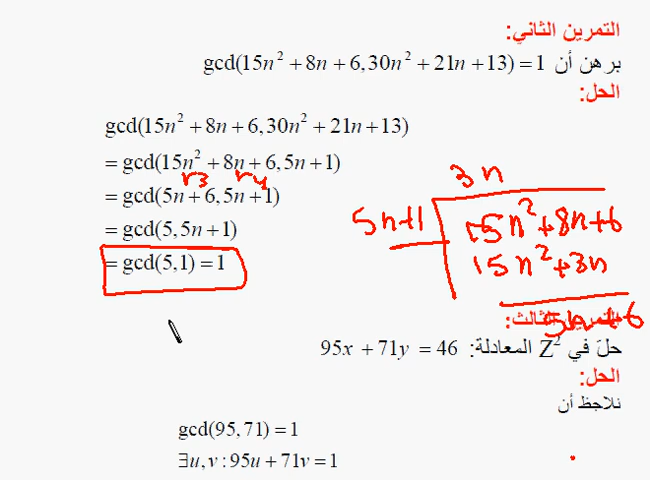 التمرين الثاني:
برهن أن gcd(15n² + 8n + 6, 30n² + 21n + 13) = 1
الحل:
gcd(15n² + 8n + 6, 30n² + 21n + 13)
= gcd(15n² + 8n + 6, 5n + 1)
r3 r4
= gcd(5n + 6, 5n + 1)
= gcd(5, 5n + 1)
= gcd(5, 1) = 1
3n
5n+1
15n²+8n+6
15n²+3n
5n+6
التمرين الثالث:
حلّ في Z² المعادلة: 95x + 71y = 46
الحل:
نلاحظ أن
gcd(95, 71) = 1
∃u, v : 95u + 71v = 1